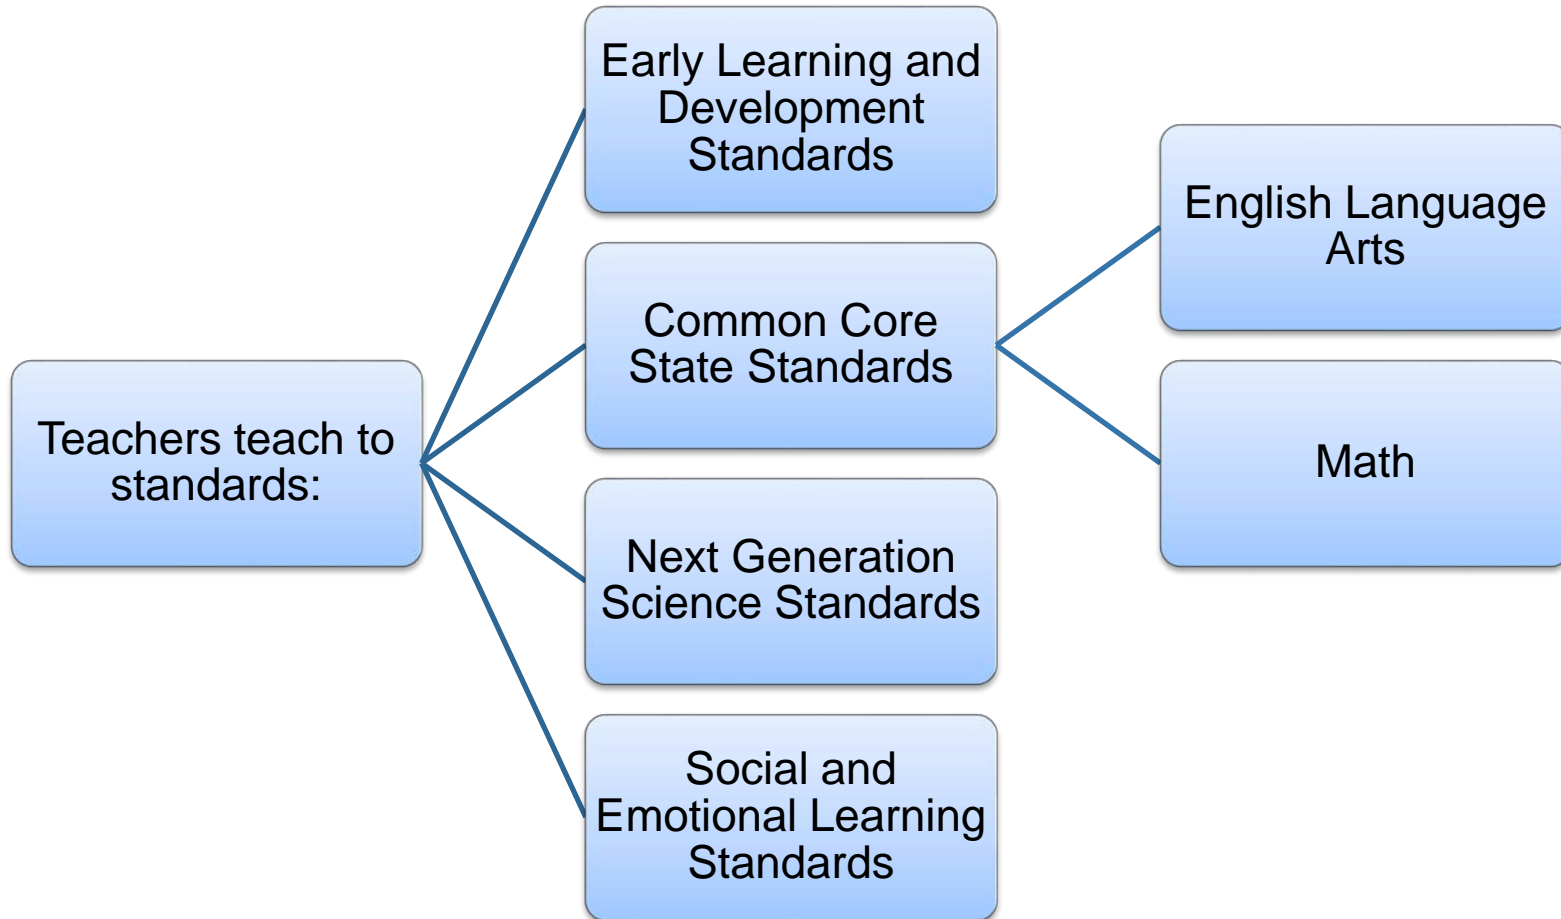 Teachers teach to
standards:
Early Learning and
Development
Standards
Common Core
State Standards
English Language
Arts
Math
Next Generation
Science Standards
Social and
Emotional Learning
Standards